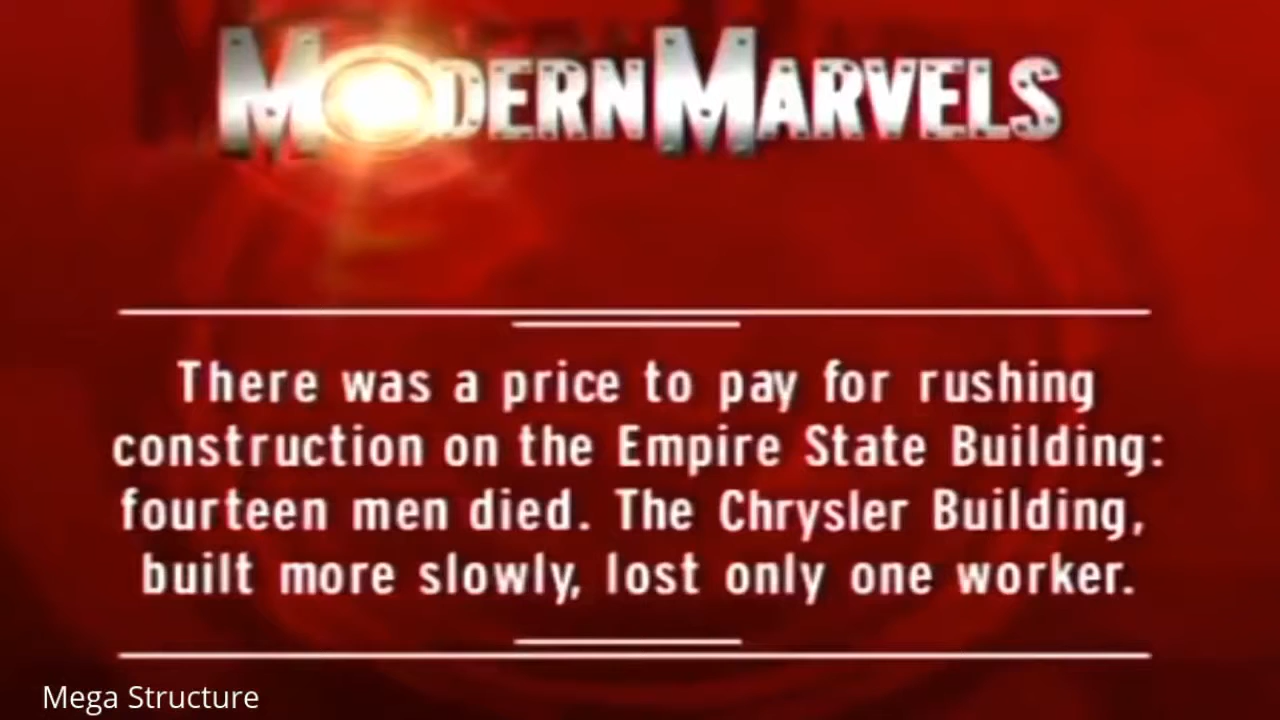 MODERN MARVELS
There was a price to pay for rushing
construction on the Empire State Building:
fourteen men died. The Chrysler Building,
built more slowly, lost only one worker.
Mega Structure